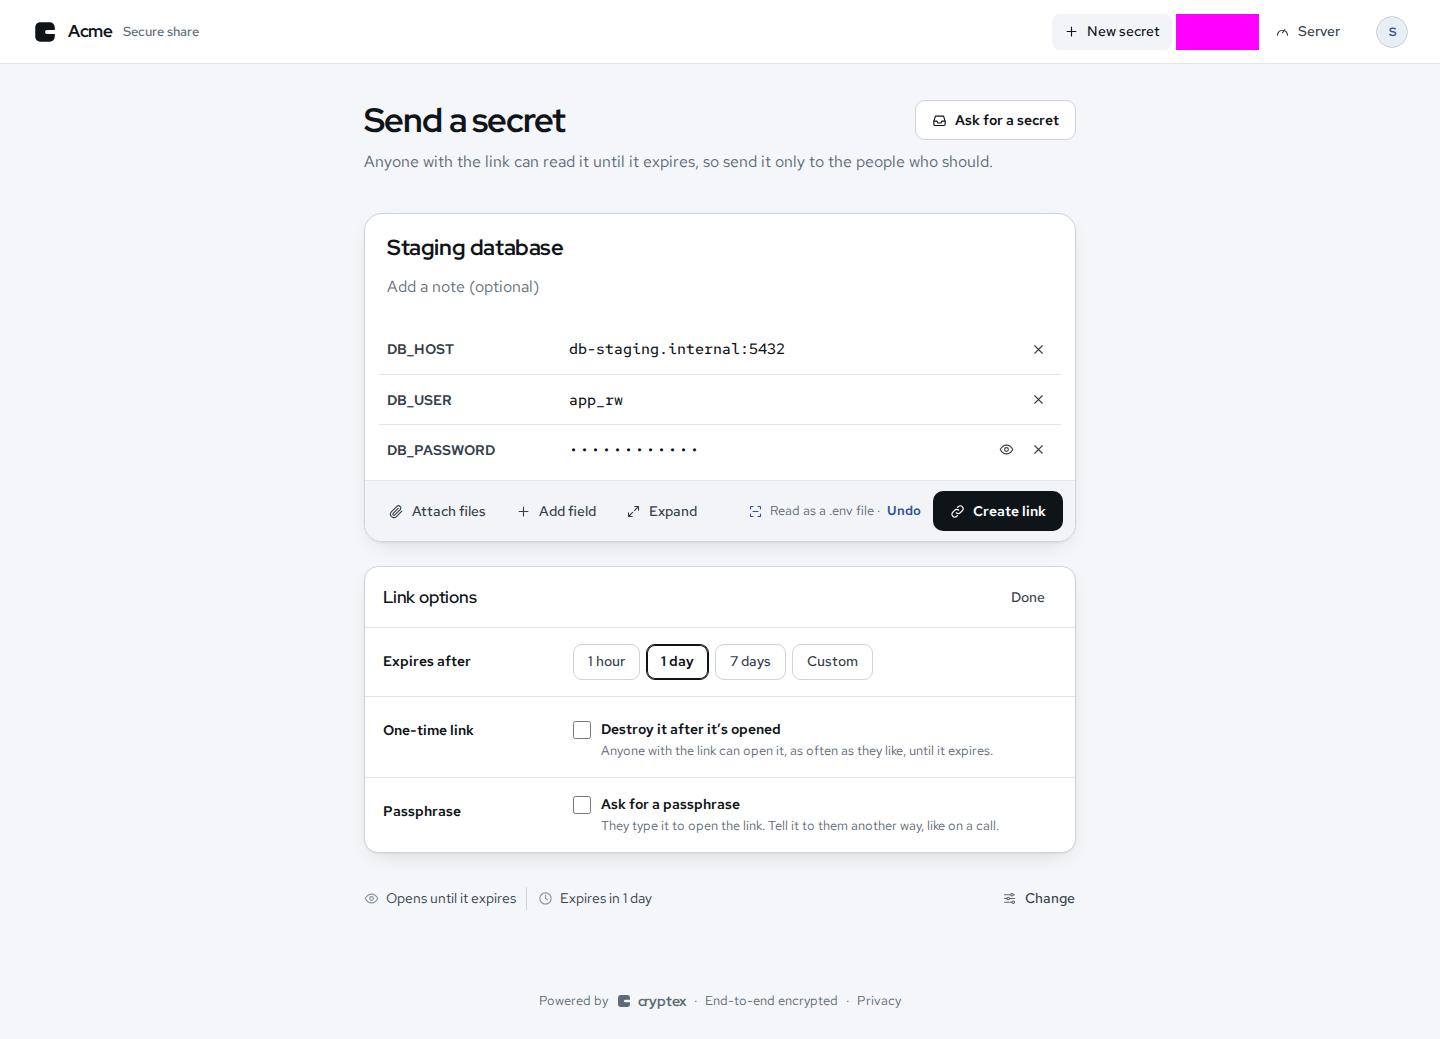 Acme Secure share
New secret
Server
S
Send a secret
Ask for a secret
Anyone with the link can read it until it expires, so send it only to the people who should.
Staging database
Add a note (optional)
DB_HOST db-staging.internal:5432
DB_USER app_rw
DB_PASSWORD ••••••••••••
Attach files
Add field
Expand
Read as a .env file · Undo
Create link
Link options
Done
Expires after
1 hour
1 day
7 days
Custom
One-time link
Destroy it after it’s opened
Anyone with the link can open it, as often as they like, until it expires.
Passphrase
Ask for a passphrase
They type it to open the link. Tell it to them another way, like on a call.
Opens until it expires
Expires in 1 day
Change
Powered by cryptex · End-to-end encrypted · Privacy